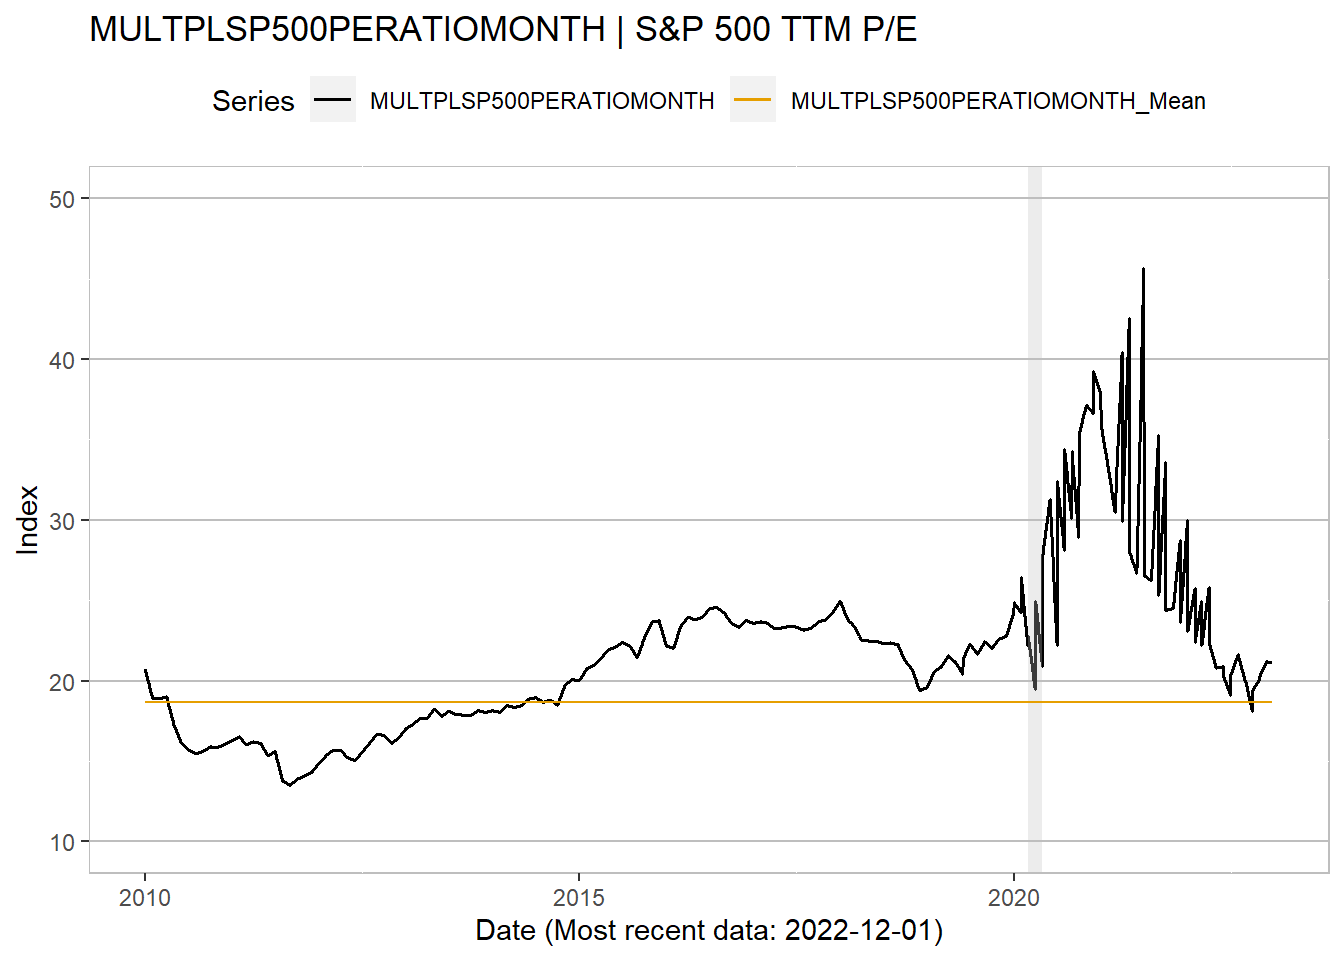 MULTPLSP500PERATIOMONTH | S&P 500 TTM P/E
Series MULTPLSP500PERATIOMONTH MULTPLSP500PERATIOMONTH_Mean
50
40
30
20
10
Index
2010 2015 2020
Date (Most recent data: 2022-12-01)